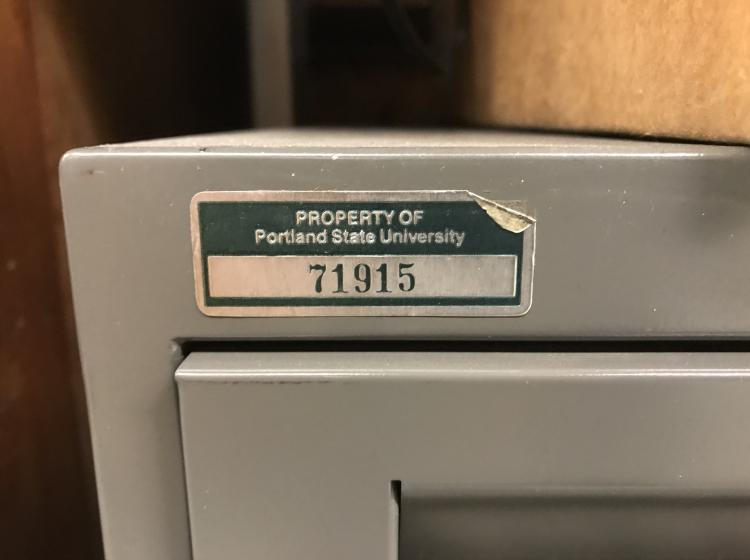 PROPERTY OF
Portland State University
71915